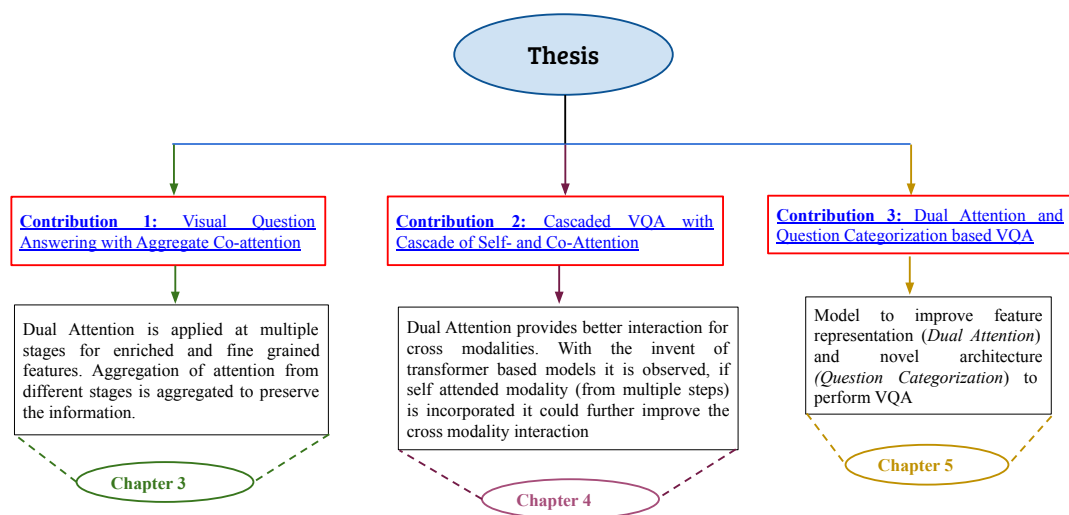 Thesis
Contribution 1: Visual Question
Answering with Aggregate Co-attention
Contribution 2: Cascaded VQA with
Cascade of Self- and Co-Attention
Contribution 3: Dual Attention and
Question Categorization based VQA
Dual Attention is applied at multiple
stages for enriched and fine grained
features. Aggregation of attention from
different stages is aggregated to preserve
the information.
Dual Attention provides better interaction for
cross modalities. With the invent of
transformer based models it is observed, if
self attended modality (from multiple steps)
is incorporated it could further improve the
cross modality interaction
Model to improve feature
representation (Dual Attention)
and novel architecture
(Question Categorization) to
perform VQA
Chapter 3
Chapter 4
Chapter 5